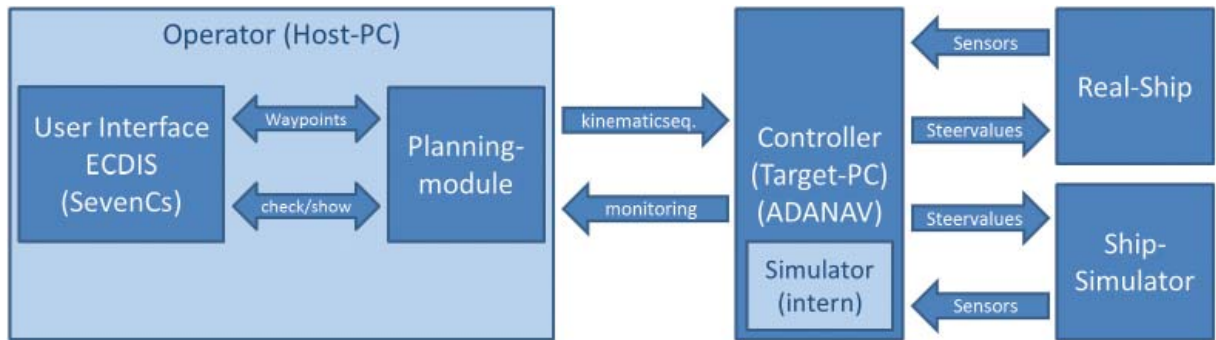 Operator (Host-PC)
User Interface
ECDIS
(SevenCs)
Waypoints
check/show
Planning-
module
kinematicseq.
monitoring
Controller
(Target-PC)
(ADANAV)
Simulator
(intern)
Sensors
Steervalues
Real-Ship
Steervalues
Sensors
Ship-
Simulator